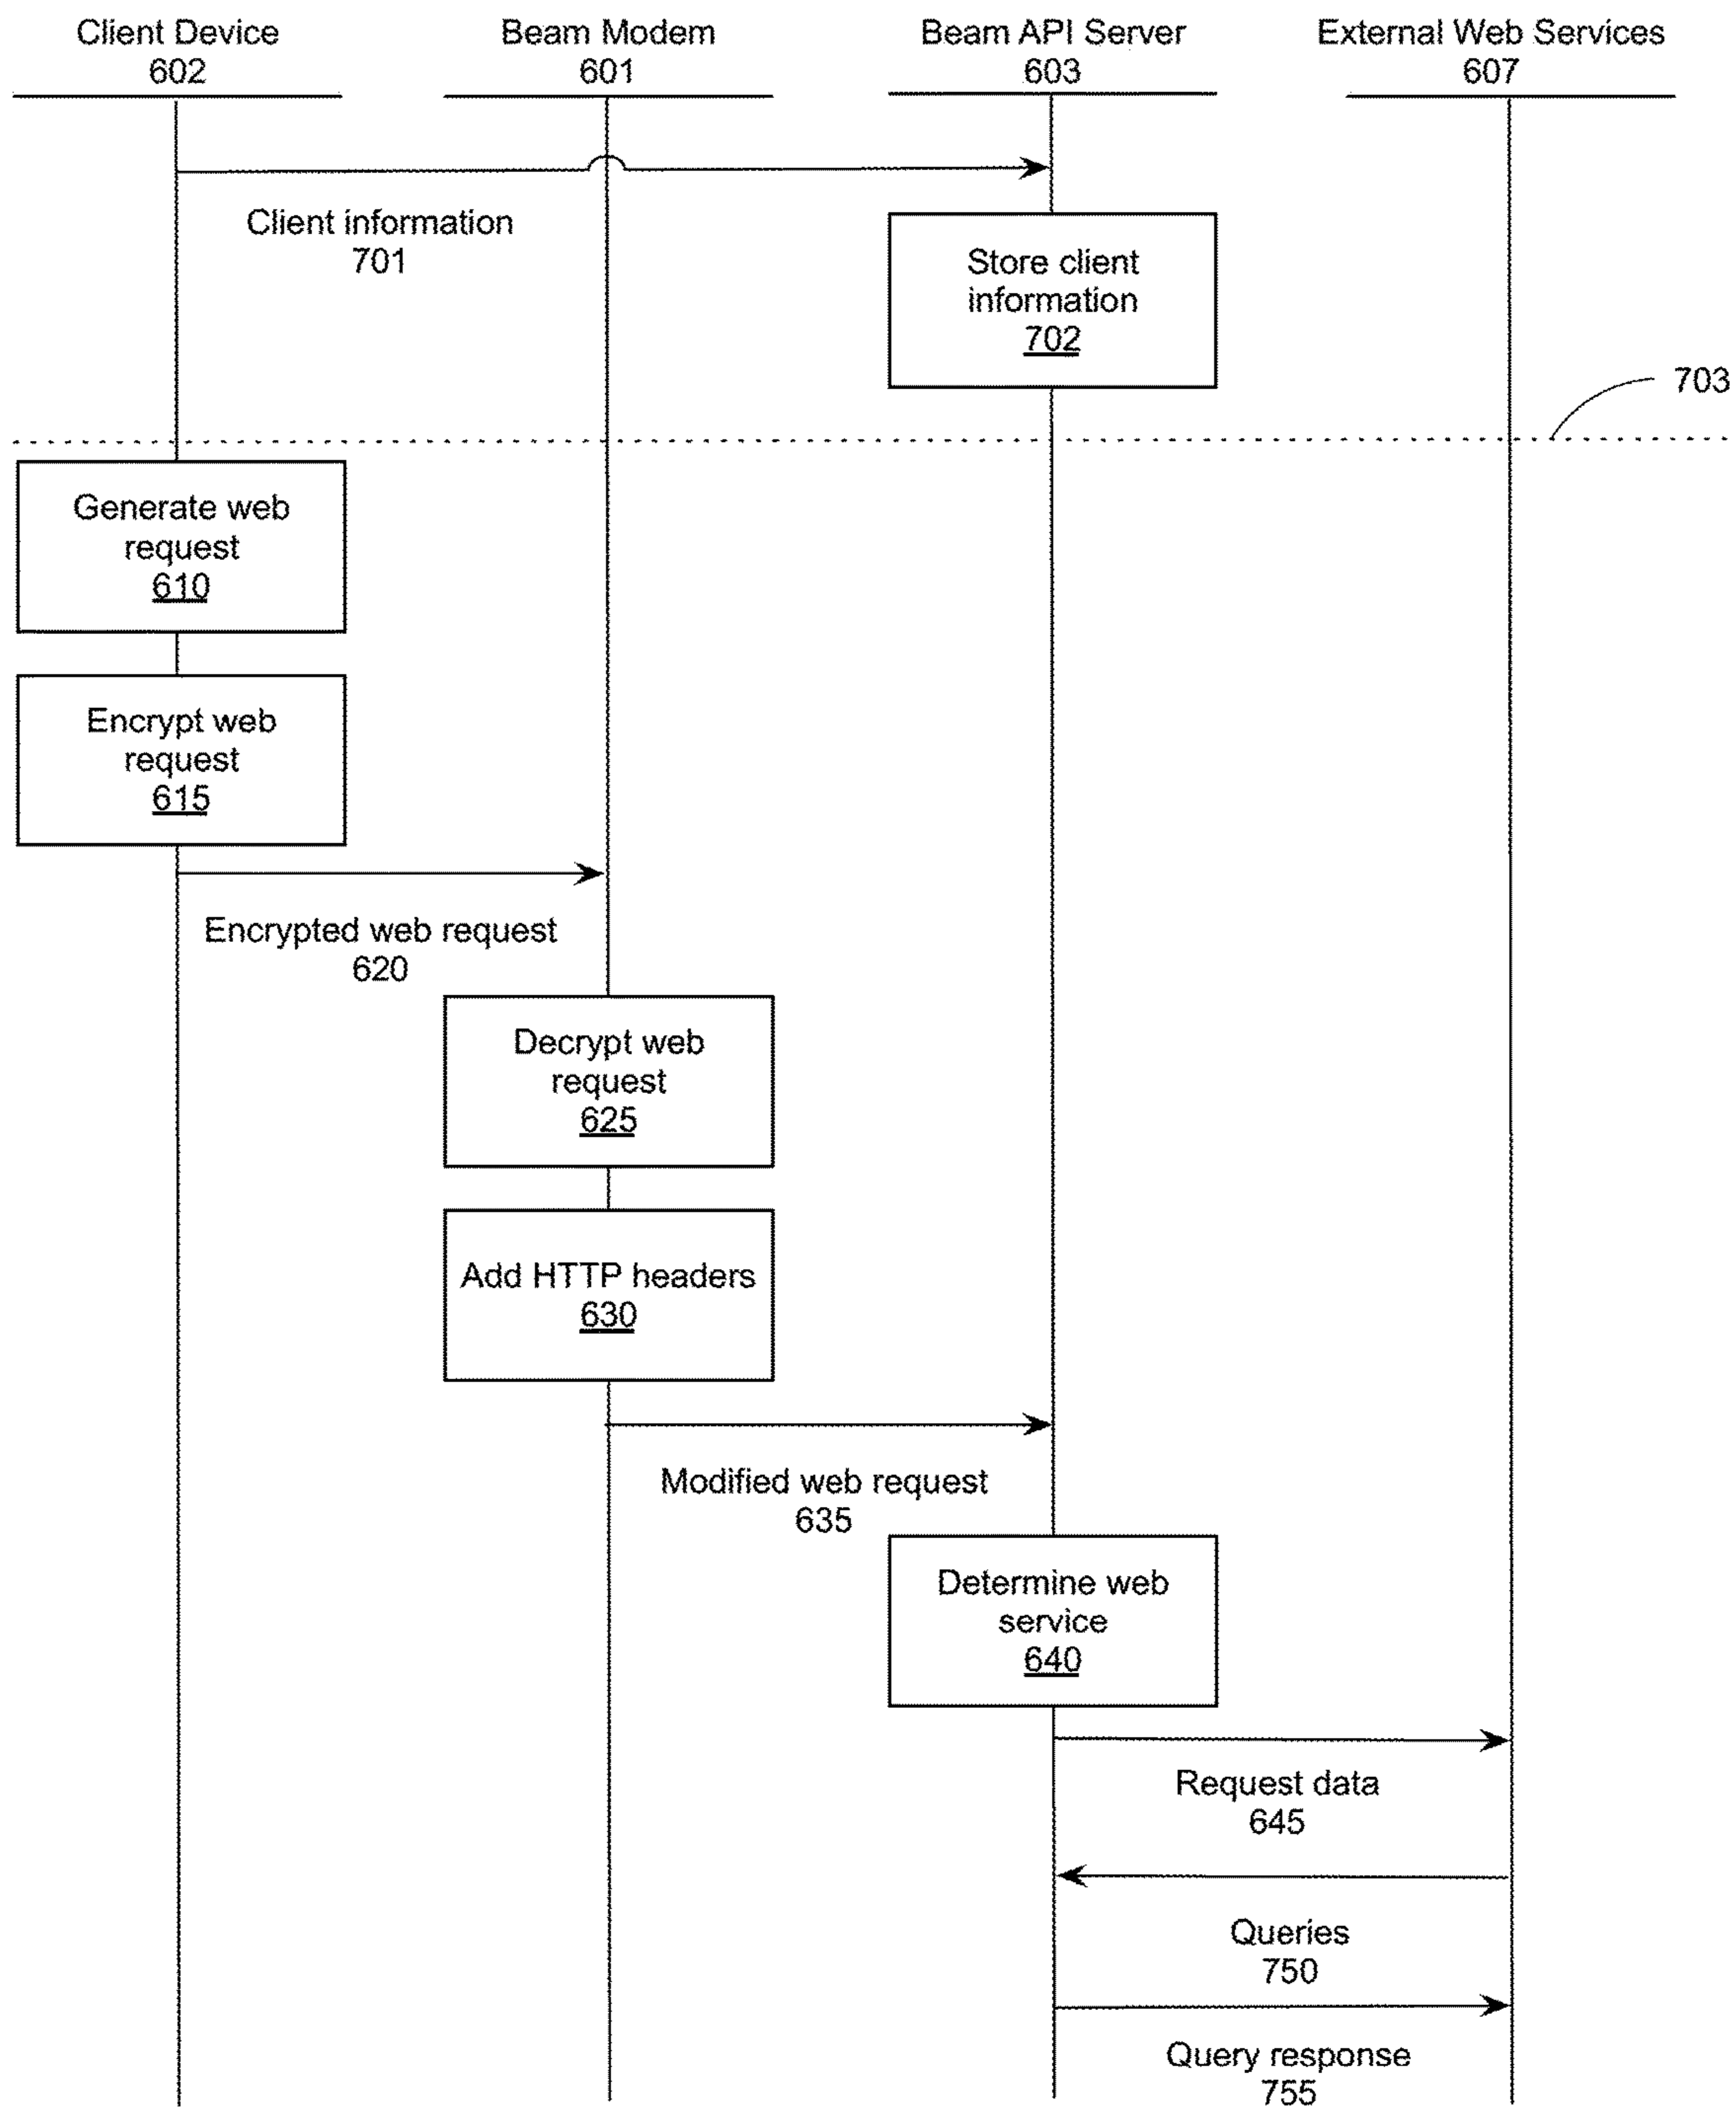 Client Device
602
Beam Modem
601
Beam API Server
603
External Web Services
607
Client information
701
Store client
information
702
703
Generate web
request
610
Encrypt web
request
615
Encrypted web request
620
Decrypt web
request
625
Add HTTP headers
630
Modified web request
635
Determine web
service
640
Request data
645
Queries
750
Query response
755